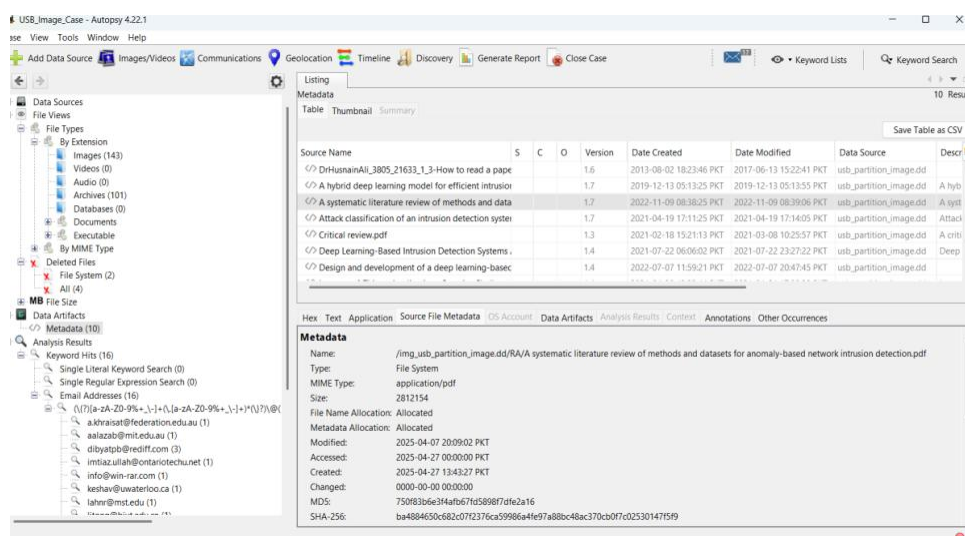 USB_Image_Case - Autopsy 4.22.1
ase View Tools Window Help
Add Data Source Images/Videos Communications Geolocation Timeline Discovery Generate Report Close Case Keyword Lists Keyword Search
Data Sources
File Views
File Types
By Extension
Images (143)
Videos (0)
Audio (0)
Archives (101)
Databases (0)
Documents
Executable
By MIME Type
Deleted Files
File System (2)
All (4)
MB File Size
Data Artifacts
Metadata (10)
Analysis Results
Keyword Hits (16)
Single Literal Keyword Search (0)
Single Regular Expression Search (0)
Email Addresses (16)
(\{?)[a-zA-Z0-9%+_\-]+(\.[a-zA-Z0-9%+_\-]+)*(\}?)\@(
a.khraisat@federation.edu.au (1)
aalazab@mit.edu.au (1)
dibyatpb@rediff.com (3)
imtiaz.ullah@ontariotechu.net (1)
info@win-rar.com (1)
keshav@uwaterloo.ca (1)
lahnr@mst.edu (1)
Listing
Metadata 10 Resu
Table Thumbnail Summary
Save Table as CSV
Source Name S C O Version Date Created Date Modified Data Source Descr
DrHusnainAli_3805_21633_1_3-How to read a pape 1.6 2013-08-02 18:23:46 PKT 2017-06-13 15:22:41 PKT usb_partition_image.dd
A hybrid deep learning model for efficient intrusior 1.7 2019-12-13 05:13:25 PKT 2019-12-13 05:13:55 PKT usb_partition_image.dd A hyb
A systematic literature review of methods and data 1.7 2022-11-09 08:38:25 PKT 2022-11-09 08:39:06 PKT usb_partition_image.dd A syst
Attack classification of an intrusion detection syster 1.7 2021-04-19 17:11:25 PKT 2021-04-19 17:14:05 PKT usb_partition_image.dd Attack
Critical review.pdf 1.3 2021-02-18 15:21:13 PKT 2021-03-08 10:25:57 PKT usb_partition_image.dd A criti
Deep Learning-Based Intrusion Detection Systems 1.4 2021-07-22 06:06:02 PKT 2021-07-22 23:27:22 PKT usb_partition_image.dd Deep
Design and development of a deep learning-basec 1.4 2022-07-07 11:59:21 PKT 2022-07-07 20:47:45 PKT usb_partition_image.dd
Hex Text Application Source File Metadata OS Account Data Artifacts Analysis Results Context Annotations Other Occurrences
Metadata
Name: /img_usb_partition_image.dd/RA/A systematic literature review of methods and datasets for anomaly-based network intrusion detection.pdf
Type: File System
MIME Type: application/pdf
Size: 2812154
File Name Allocation: Allocated
Metadata Allocation: Allocated
Modified: 2025-04-07 20:09:02 PKT
Accessed: 2025-04-27 00:00:00 PKT
Created: 2025-04-27 13:43:27 PKT
Changed: 0000-00-00 00:00:00
MD5: 750f83b6e3f4afb67fd5898f7dfe2a16
SHA-256: ba4884650c682c07f2376ca59986a4fe97a88bc48ac370cb0f7c02530147f5f9